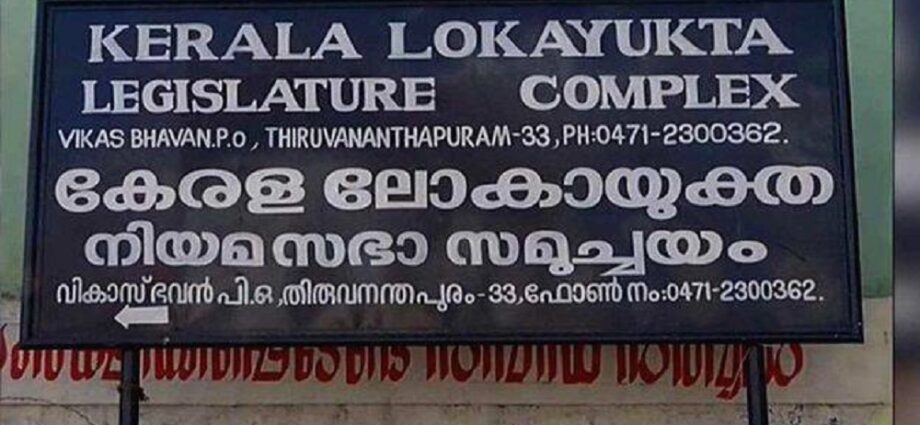 KERALA LOKAYUKTA
LEGISLATURE COMPLEX
VIKAS BHAVAN.P.O , THIRUVANANTHAPURAM-33,PH:0471-2300362.
കേരള ലോകായുക്ത
നിയമസഭാ സമുച്ചയം
വികാസ് ഭവൻ പി.ഒ ,തിരുവനന്തപുരം-33,ഫോൺ നം:0471-2300362.